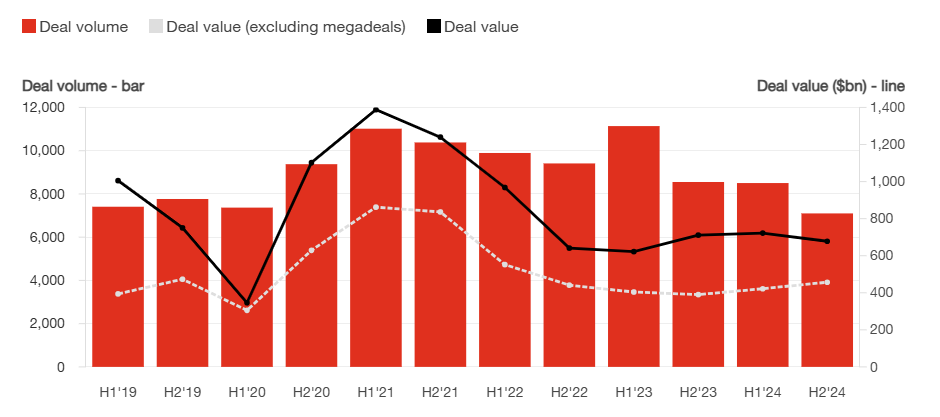 Deal volume Deal value (excluding megadeals) Deal value
Deal volume - bar Deal value ($bn) - line
12,000 1,400
10,000 1,200
8,000 1,000
6,000 800
4,000 600
2,000 400
0 200
0
H1'19 H2'19 H1'20 H2'20 H1'21 H2'21 H1'22 H2'22 H1'23 H2'23 H1'24 H2'24